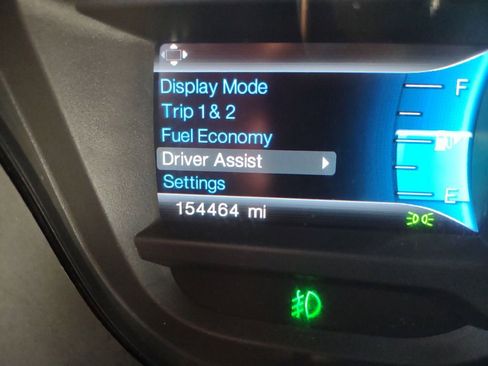 Display Mode
Trip 1 & 2
Fuel Economy
Driver Assist
Settings
154464 mi
F
E